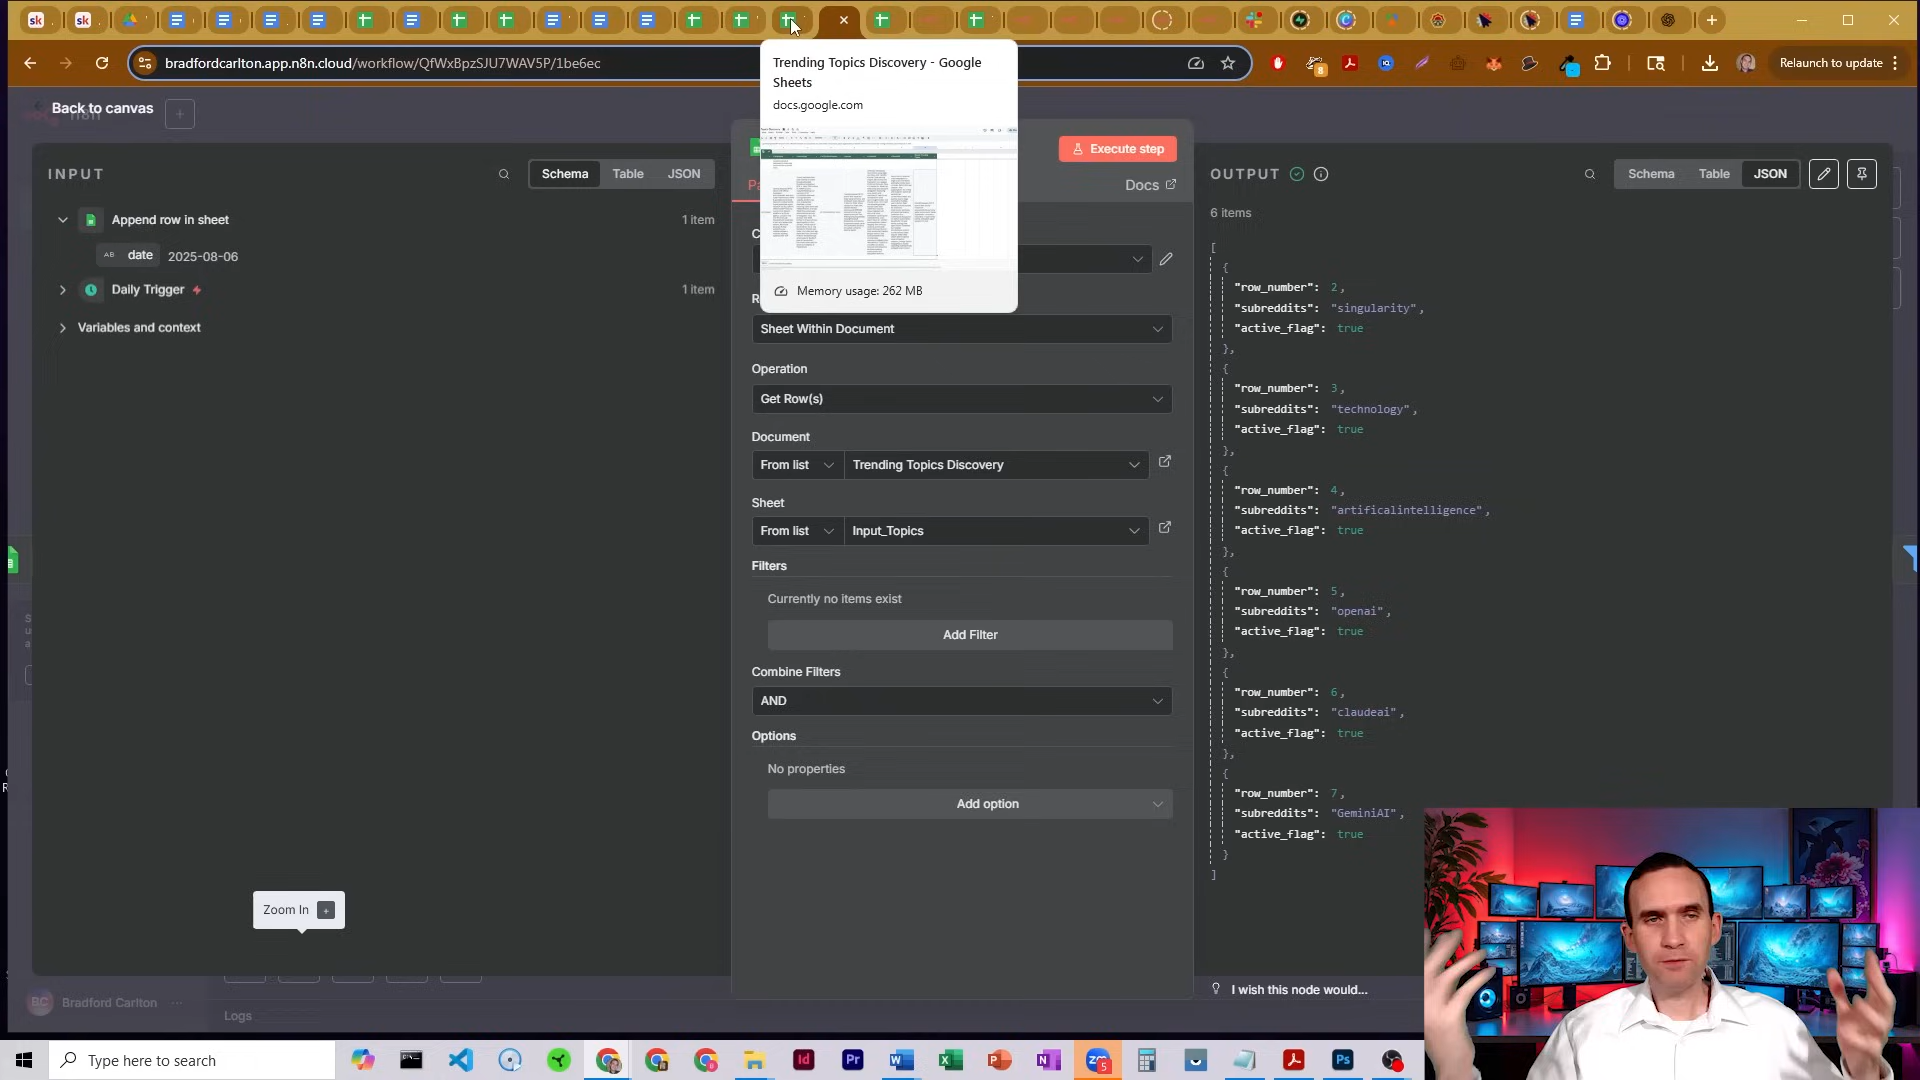 bradfordcarlton.app.n8n.cloud/workflow/QfWxBpzSJU7WAV5P/1be6ec
8
Relaunch to update
Trending Topics Discovery - Google
Sheets
docs.google.com
Memory usage: 262 MB
Back to canvas
INPUT
Schema
Table
JSON
Append row in sheet
1 item
date
2025-08-06
Daily Trigger
1 item
Variables and context
Zoom In +
Execute step
Docs
Sheet Within Document
Operation
Get Row(s)
Document
From list
Trending Topics Discovery
Sheet
From list
Input_Topics
Filters
Currently no items exist
Add Filter
Combine Filters
AND
Options
No properties
Add option
OUTPUT
Schema
Table
JSON
6 items
[
{
"row_number": 2,
"subreddits": "singularity",
"active_flag": true
},
{
"row_number": 3,
"subreddits": "technology",
"active_flag": true
},
{
"row_number": 4,
"subreddits": "artificalintelligence",
"active_flag": true
},
{
"row_number": 5,
"subreddits": "openai",
"active_flag": true
},
{
"row_number": 6,
"subreddits": "claudeai",
"active_flag": true
},
{
"row_number": 7,
"subreddits": "GeminiAI",
"active_flag": true
}
]
I wish this node would...
BC
Bradford Carlton
Logs
Type here to search